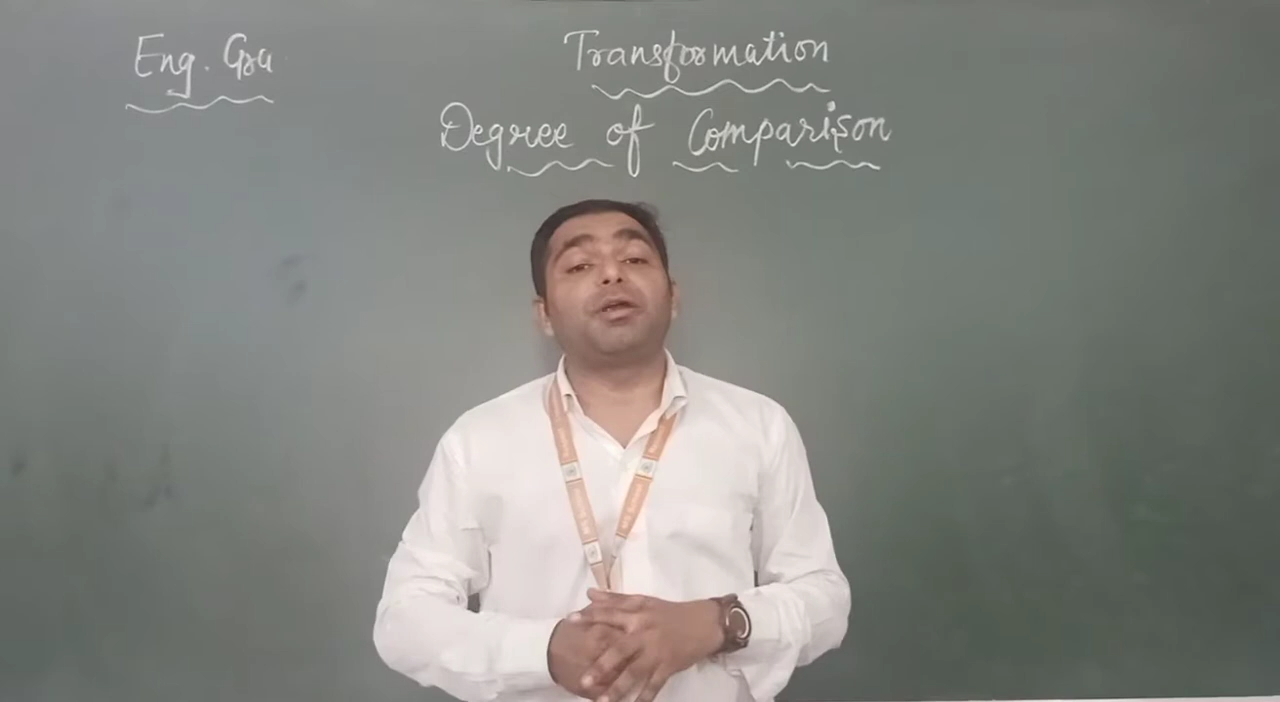 Eng. Gra
Transformation
Degree of Comparison